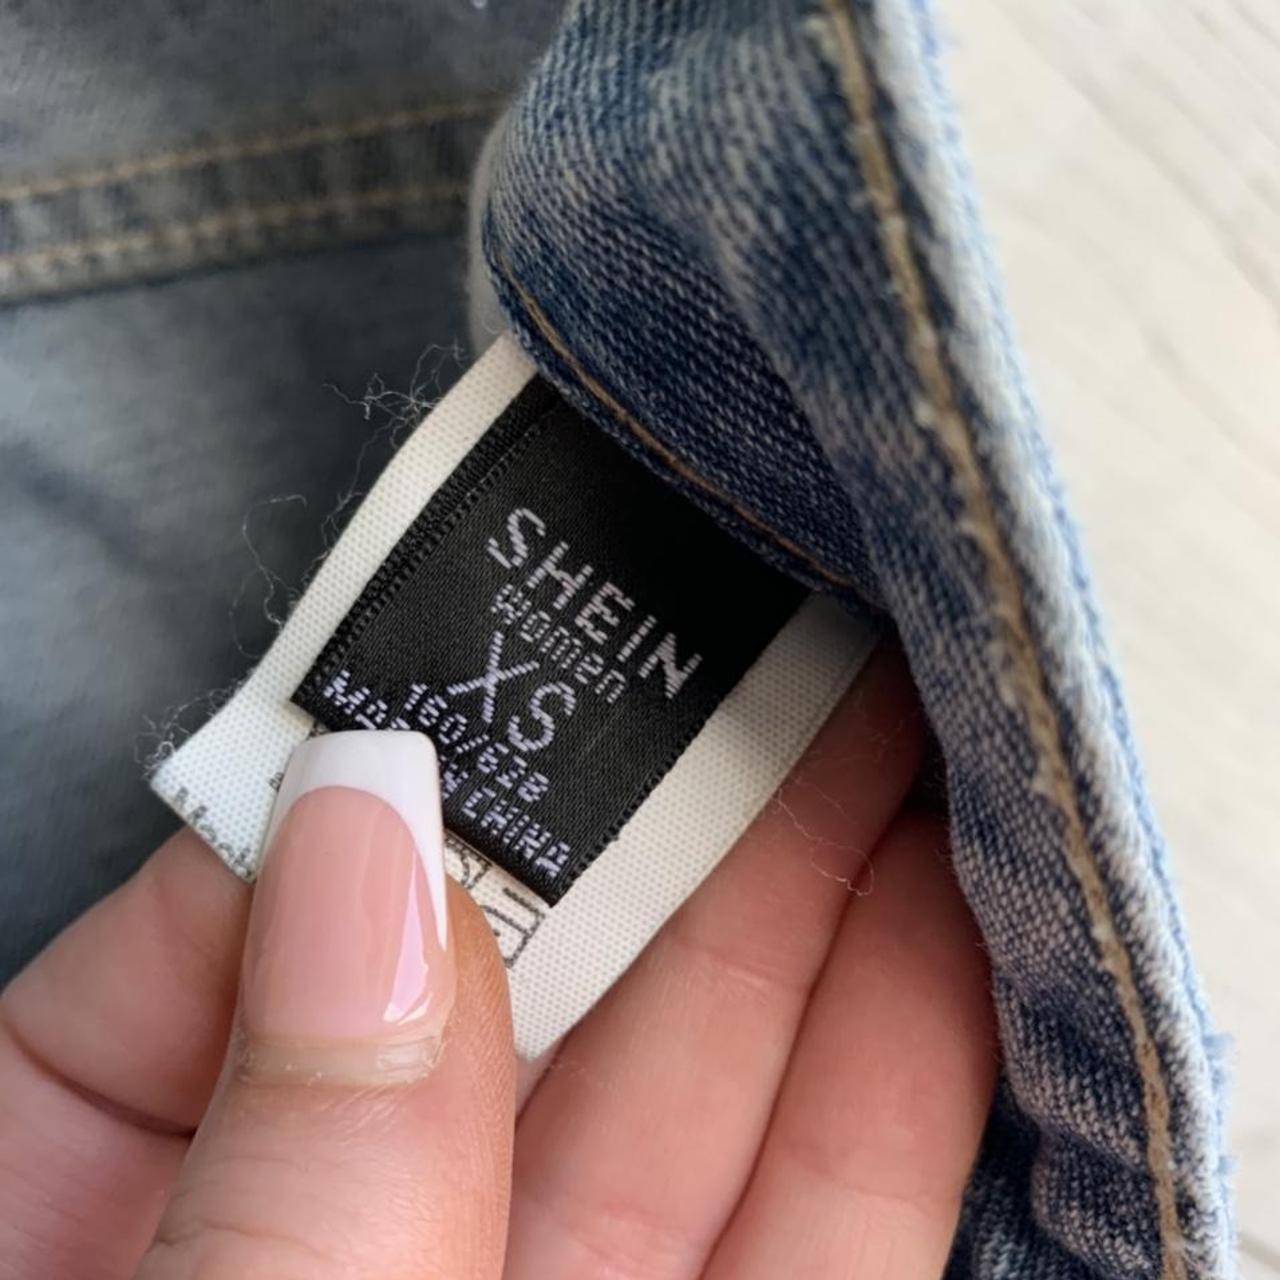 SHEIN
women
XS
160/62B
MADE IN CHINA